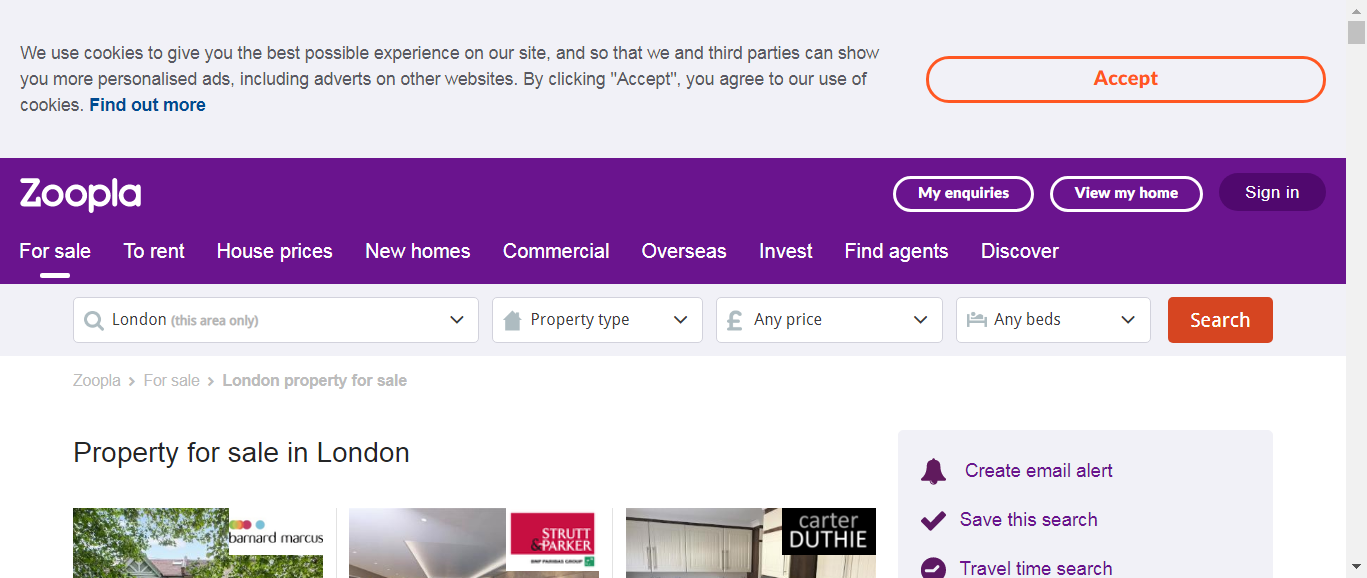 We use cookies to give you the best possible experience on our site, and so that we and third parties can show
you more personalised ads, including adverts on other websites. By clicking "Accept", you agree to our use of
cookies. Find out more
Accept
Zoopla
My enquiries
View my home
Sign in
For sale
To rent
House prices
New homes
Commercial
Overseas
Invest
Find agents
Discover
London (this area only)
Property type
£ Any price
Any beds
Search
Zoopla > For sale > London property for sale
Property for sale in London
barnard marcus
STRUTT
&PARKER
BNP PARIBAS GROUP
carter
DUTHIE
Create email alert
Save this search
Travel time search